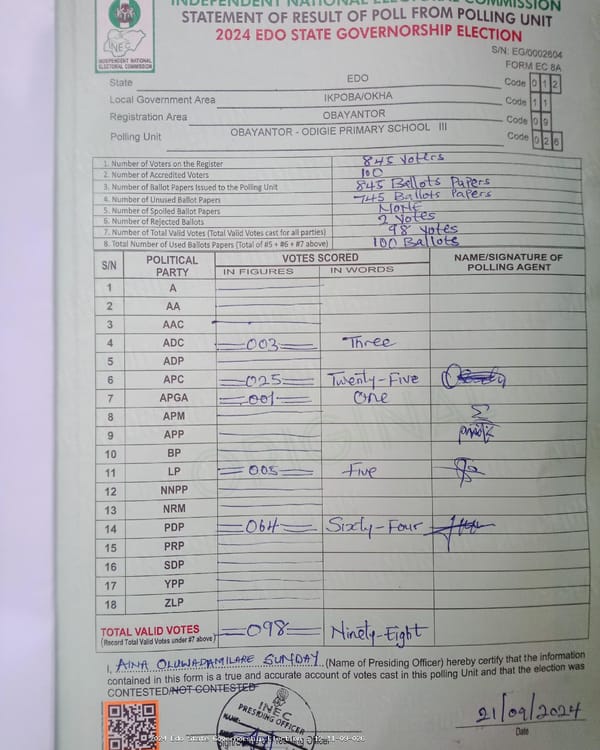 INDEPENDENT NATIONAL ELECTORAL COMMISSION
STATEMENT OF RESULT OF POLL FROM POLLING UNIT
2024 EDO STATE GOVERNORSHIP ELECTION
INEC
INDEPENDENT NATIONAL ELECTORAL COMMISSION
S/N: EG/0002604
FORM EC 8A
State EDO Code 0 1 2
Local Government Area IKPOBA/OKHA Code 1 1
Registration Area OBAYANTOR Code 0 9
Polling Unit OBAYANTOR - ODIGIE PRIMARY SCHOOL III Code 0 2 6
1. Number of Voters on the Register 845 Voters
2. Number of Accredited Voters 100
3. Number of Ballot Papers Issued to the Polling Unit 845 Ballots Papers
4. Number of Unused Ballot Papers 745 Ballots Papers
5. Number of Spoiled Ballot Papers NONE
6. Number of Rejected Ballots 2 Votes
7. Number of Total Valid Votes (Total Valid Votes cast for all parties) 98 Votes
8. Total Number of Used Ballots Papers (Total of #5 + #6 + #7 above) 100 Ballots
S/N POLITICAL PARTY VOTES SCORED NAME/SIGNATURE OF POLLING AGENT
IN FIGURES IN WORDS
1 A
2 AA
3 AAC
4 ADC 003 Three
5 ADP
6 APC 025 Twenty-Five
7 APGA 001 One
8 APM
9 APP
10 BP
11 LP 005 Five
12 NNPP
13 NRM
14 PDP 064 Sixty-Four
15 PRP
16 SDP
17 YPP
18 ZLP
ORIGINAL
TOTAL VALID VOTES 098 Ninety-Eight
(Record Total Valid Votes under #7 above)
I, AINA OLUWADAMILARE SUNDAY (Name of Presiding Officer) hereby certify that the information
contained in this form is a true and accurate account of votes cast in this polling Unit and that the election was
CONTESTED/NOT CONTESTED
INEC
PRESIDING OFFICER
NAME:
21/09/2024
Date
2024 Edo State Governorship Election - 12-11-09-026